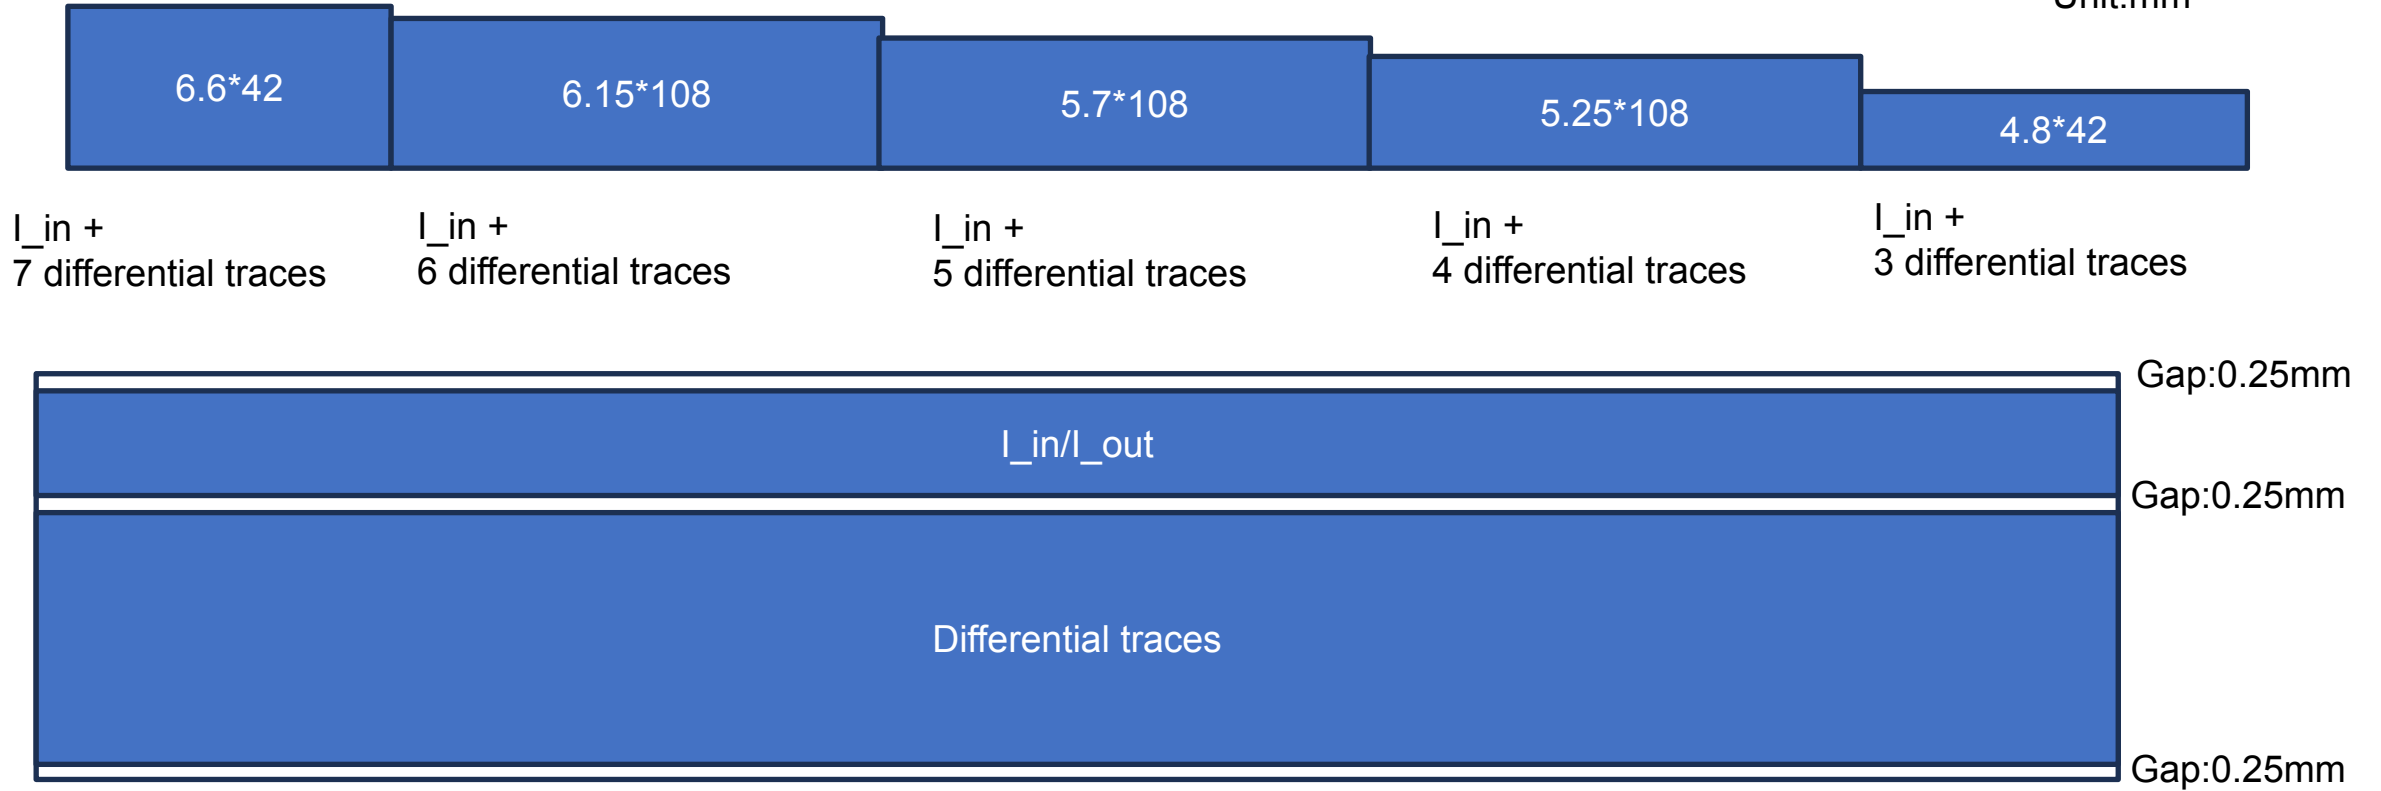 Unit:mm
6.6*42
6.15*108
5.7*108
5.25*108
4.8*42
I_in +
7 differential traces
I_in +
6 differential traces
I_in +
5 differential traces
I_in +
4 differential traces
I_in +
3 differential traces
Gap:0.25mm
I_in/I_out
Gap:0.25mm
Differential traces
Gap:0.25mm